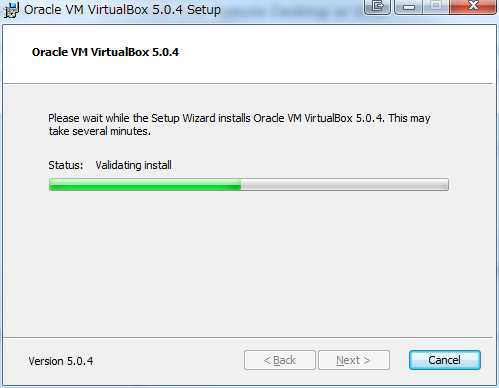 Oracle VM VirtualBox 5.0.4 Setup
Oracle VM VirtualBox 5.0.4
Please wait while the Setup Wizard installs Oracle VM VirtualBox 5.0.4. This may
take several minutes.
Status: Validating install
Version 5.0.4
< Back
Next >
Cancel